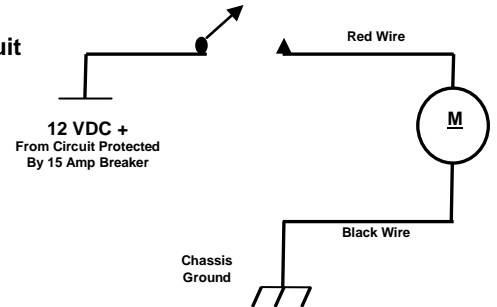 uit
Red Wire
M
12 VDC +
From Circuit Protected
By 15 Amp Breaker
Black Wire
Chassis
Ground